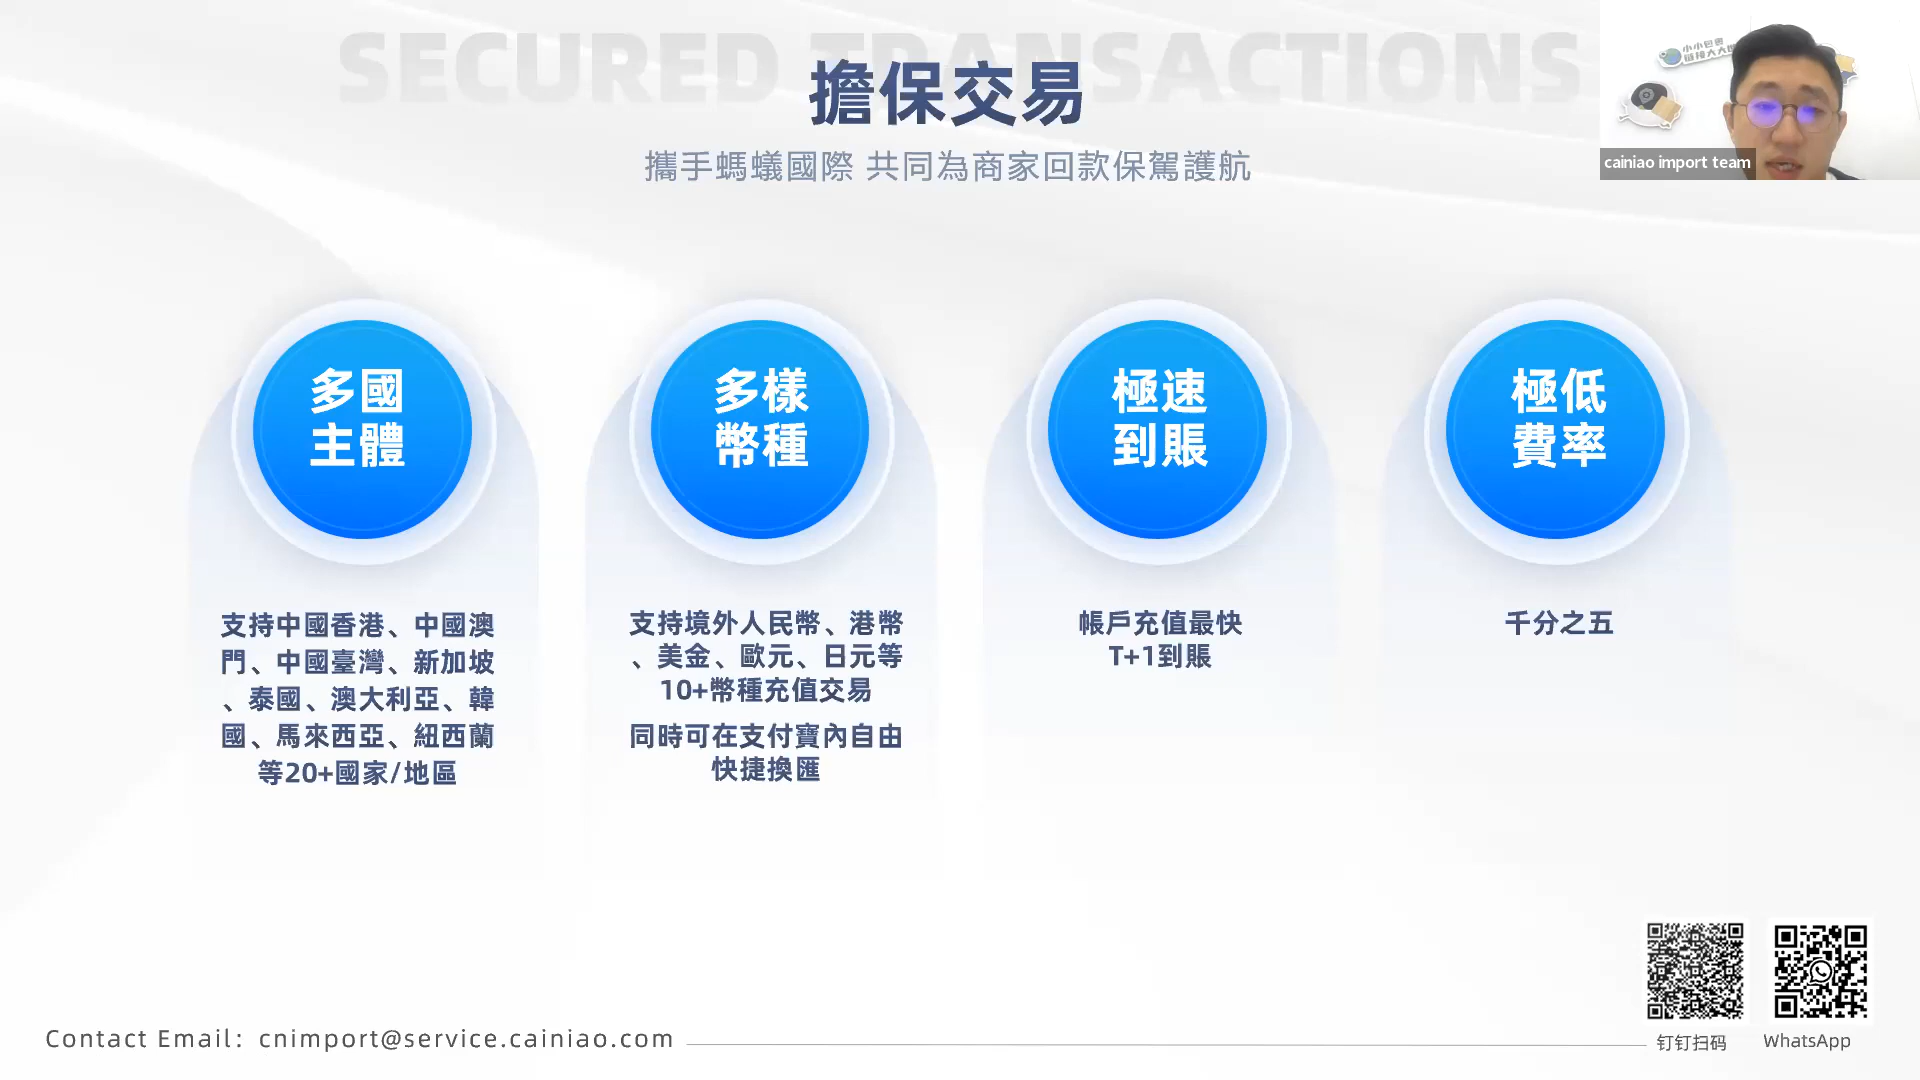 SECURED TRANSACTIONS
擔保交易
攜手螞蟻國際 共同為商家回款保駕護航
小小包裹
cainiao import team
多國
主體
支持中國香港、中國澳
門、中國臺灣、新加坡
、泰國、澳大利亞、韓
國、馬來西亞、紐西蘭
等20+國家/地區
多樣
幣種
支持境外人民幣、港幣
、美金、歐元、日元等
10+幣種充值交易
同時可在支付寶內自由
快捷換匯
極速
到賬
帳戶充值最快
T+1到賬
極低
費率
千分之五
Contact Email：cnimport@service.cainiao.com
钉钉扫码
WhatsApp